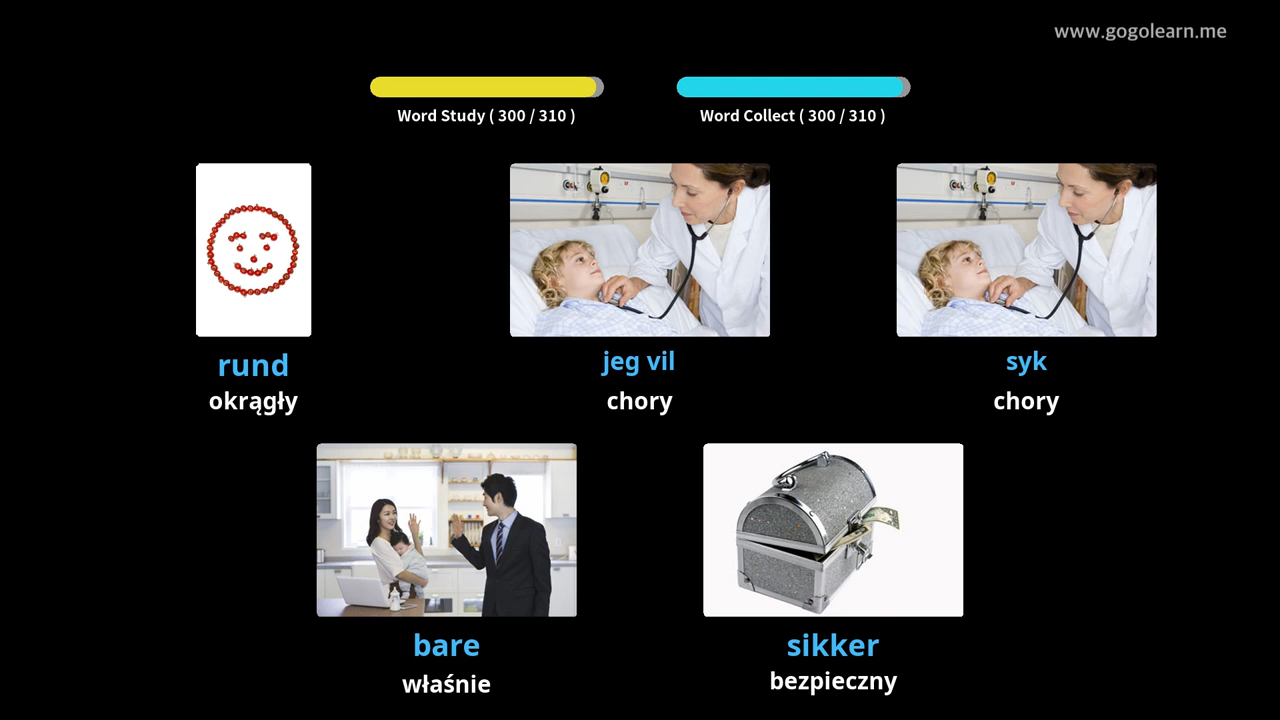 www.gogolearn.me
Word Study ( 300 / 310 )
Word Collect ( 300 / 310 )
rund
okrągły
jeg vil
chory
syk
chory
bare
właśnie
sikker
bezpieczny